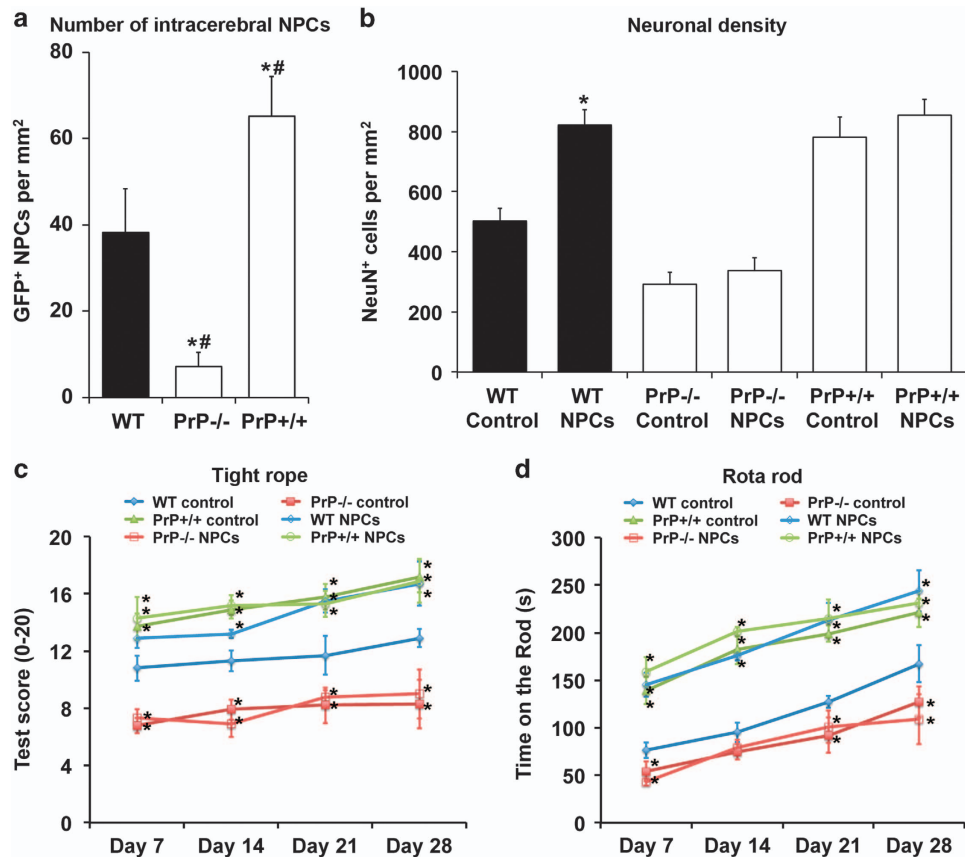 a
Number of intracerebral NPCs
80
60
40
20
0
GFP+ NPCs per mm2
*#
*#
WT
PrP-/-
PrP+/+
b
Neuronal density
1000
800
600
400
200
0
NeuN+ cells per mm2
*
WT
Control
WT
NPCs
PrP-/-
Control
PrP-/-
NPCs
PrP+/+
Control
PrP+/+
NPCs
c
Tight rope
WT control
PrP-/- control
PrP+/+ control
WT NPCs
PrP-/- NPCs
PrP+/+ NPCs
20
16
12
8
4
0
Test score (0-20)
Day 7
Day 14
Day 21
Day 28
d
Rota rod
WT control
PrP-/- control
PrP+/+ control
WT NPCs
PrP-/- NPCs
PrP+/+ NPCs
300
250
200
150
100
50
0
Time on the Rod (s)
Day 7
Day 14
Day 21
Day 28